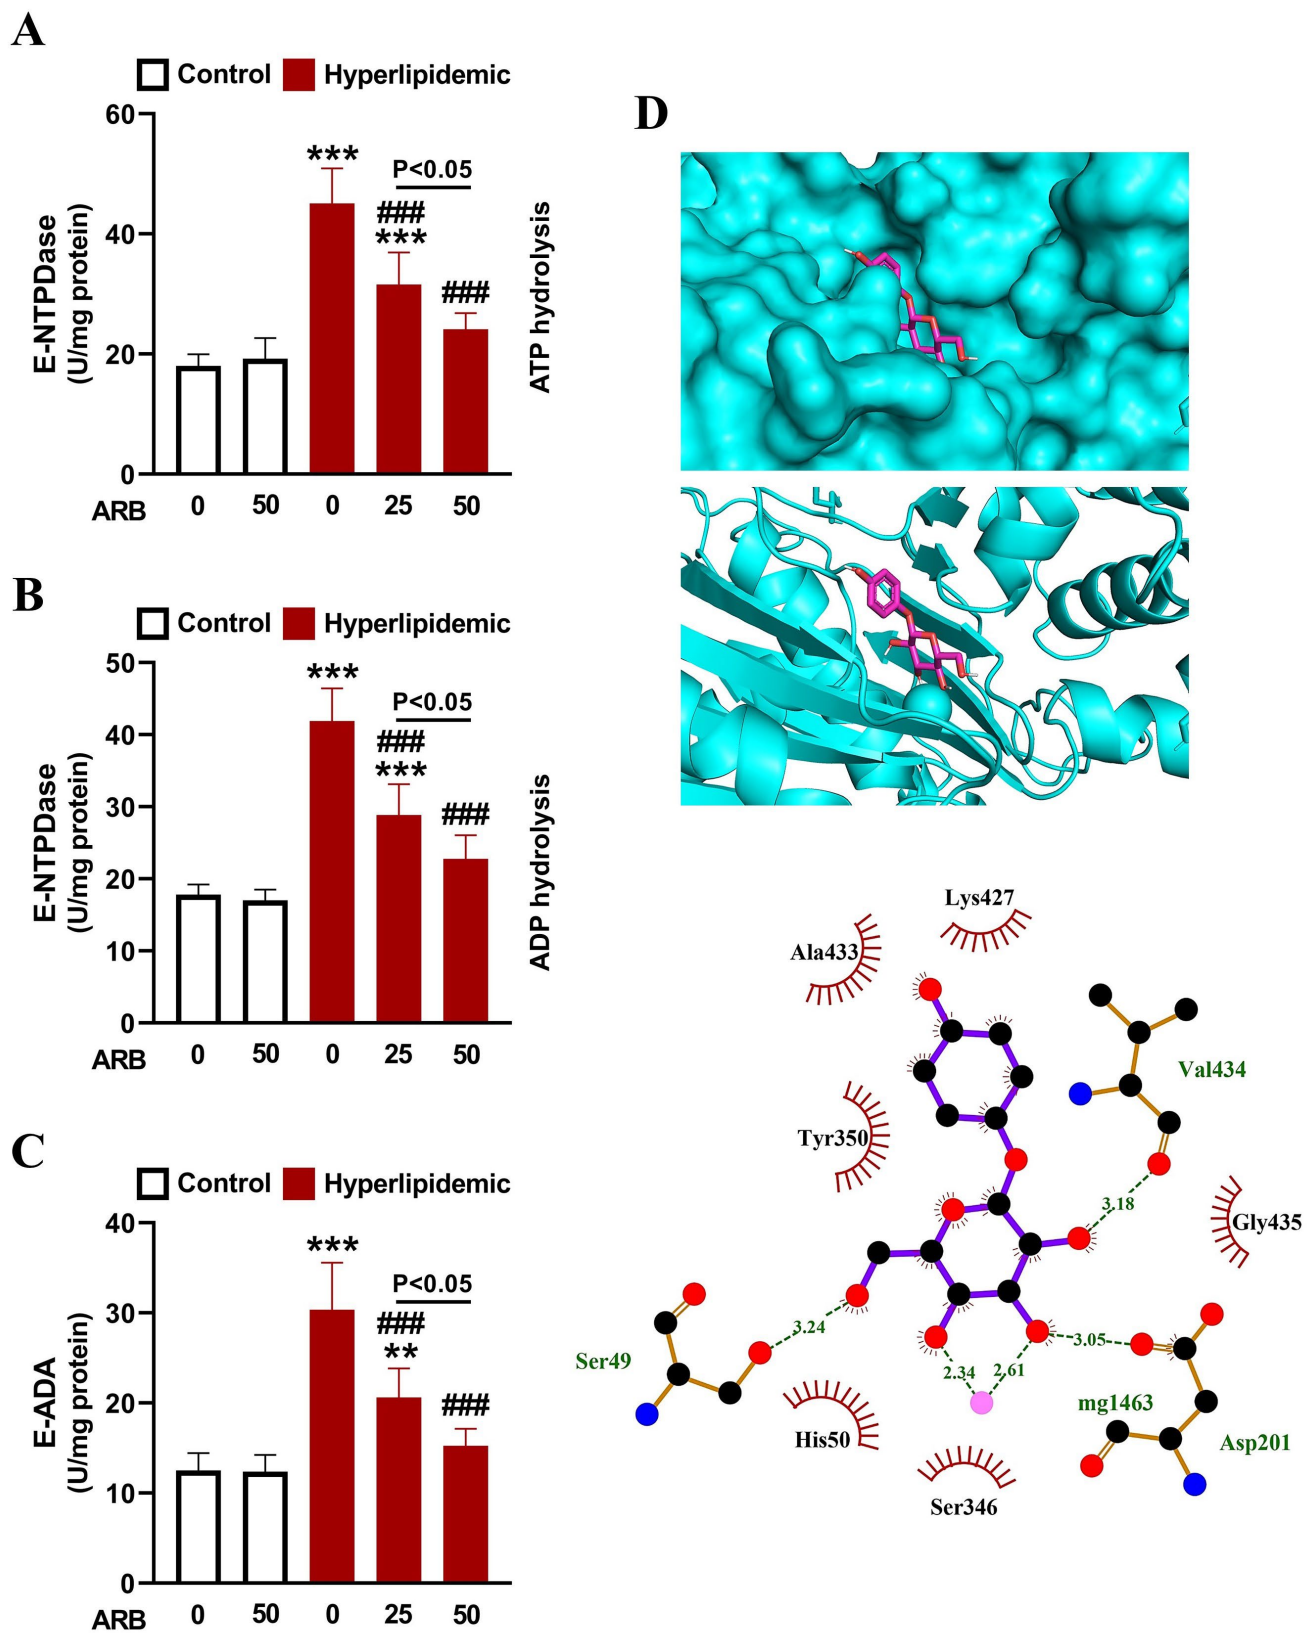 A
Control Hyperlipidemic
60
40
20
0
E-NTPDase
(U/mg protein)
***
###
***
P<0.05
###
ATP hydrolysis
ARB 0 50 0 25 50
B
Control Hyperlipidemic
50
40
30
20
10
0
E-NTPDase
(U/mg protein)
***
###
***
P<0.05
###
ADP hydrolysis
ARB 0 50 0 25 50
C
Control Hyperlipidemic
40
30
20
10
0
E-ADA
(U/mg protein)
***
###
**
P<0.05
###
ARB 0 50 0 25 50
D
Lys427
Ala433
Val434
Tyr350
3.18
Gly435
3.24
3.05
Ser49
2.34
2.61
mg1463
His50
Asp201
Ser346